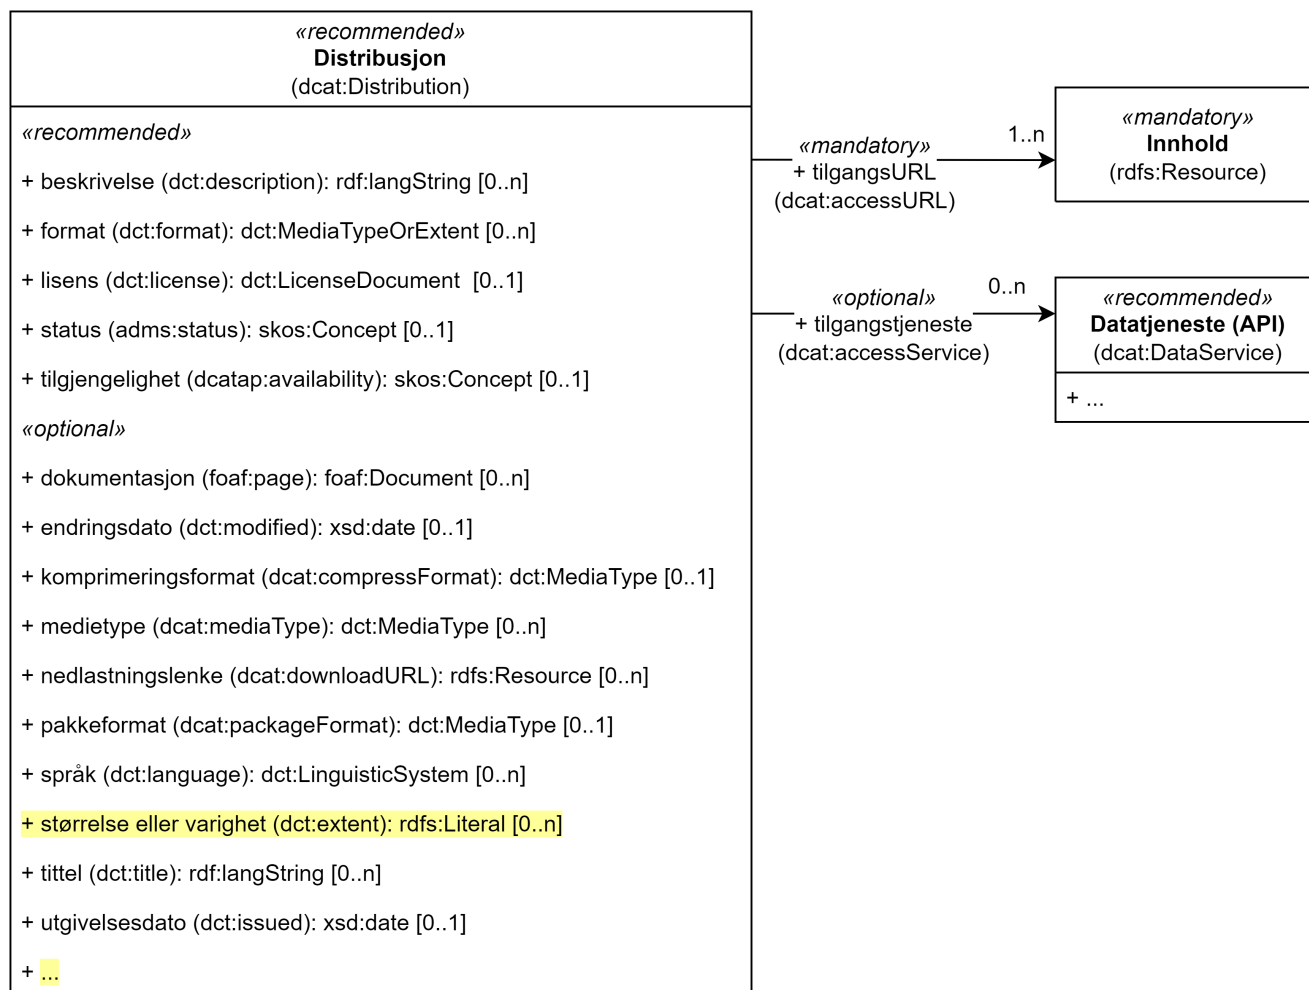 «recommended»
Distribusjon
(dcat:Distribution)
«recommended»
+ beskrivelse (dct:description): rdf:langString [0..n]
+ format (dct:format): dct:MediaTypeOrExtent [0..n]
+ lisens (dct:license): dct:LicenseDocument  [0..1]
+ status (adms:status): skos:Concept [0..1]
+ tilgjengelighet (dcatap:availability): skos:Concept [0..1]
«optional»
+ dokumentasjon (foaf:page): foaf:Document [0..n]
+ endringsdato (dct:modified): xsd:date [0..1]
+ komprimeringsformat (dcat:compressFormat): dct:MediaType [0..1]
+ medietype (dcat:mediaType): dct:MediaType [0..n]
+ nedlastningslenke (dcat:downloadURL): rdfs:Resource [0..n]
+ pakkeformat (dcat:packageFormat): dct:MediaType [0..1]
+ språk (dct:language): dct:LinguisticSystem [0..n]
+ størrelse eller varighet (dct:extent): rdfs:Literal [0..n]
+ tittel (dct:title): rdf:langString [0..n]
+ utgivelsesdato (dct:issued): xsd:date [0..1]
+ ...
«mandatory»
+ tilgangsURL
(dcat:accessURL)
1..n
«mandatory»
Innhold
(rdfs:Resource)
«optional»
+ tilgangstjeneste
(dcat:accessService)
0..n
«recommended»
Datatjeneste (API)
(dcat:DataService)
+ ...